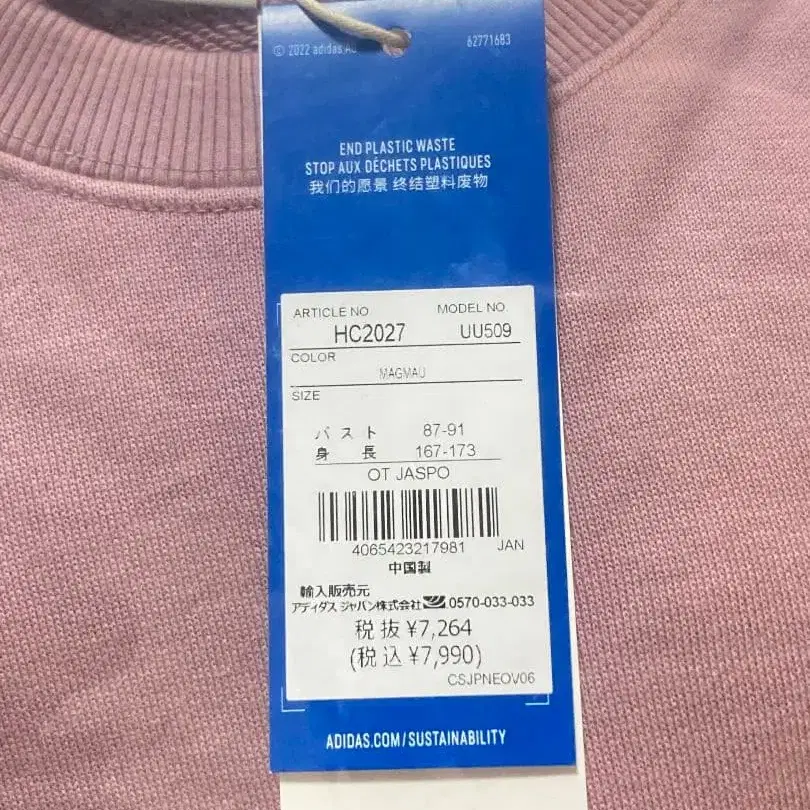 © 2022 adidas AG
62771683
END PLASTIC WASTE
STOP AUX DÉCHETS PLASTIQUES
我们的愿景 终结塑料废物
ARTICLE NO MODEL NO.
HC2027 UU509
COLOR
MAGMAU
SIZE
バスト 87-91
身長 167-173
OT JASPO
4065423217981 JAN
中国製
輸入販売元
アディダス ジャパン株式会社 0570-033-033
税抜 ¥7,264
(税込 ¥7,990)
CSJPNEOV06
ADIDAS.COM/SUSTAINABILITY